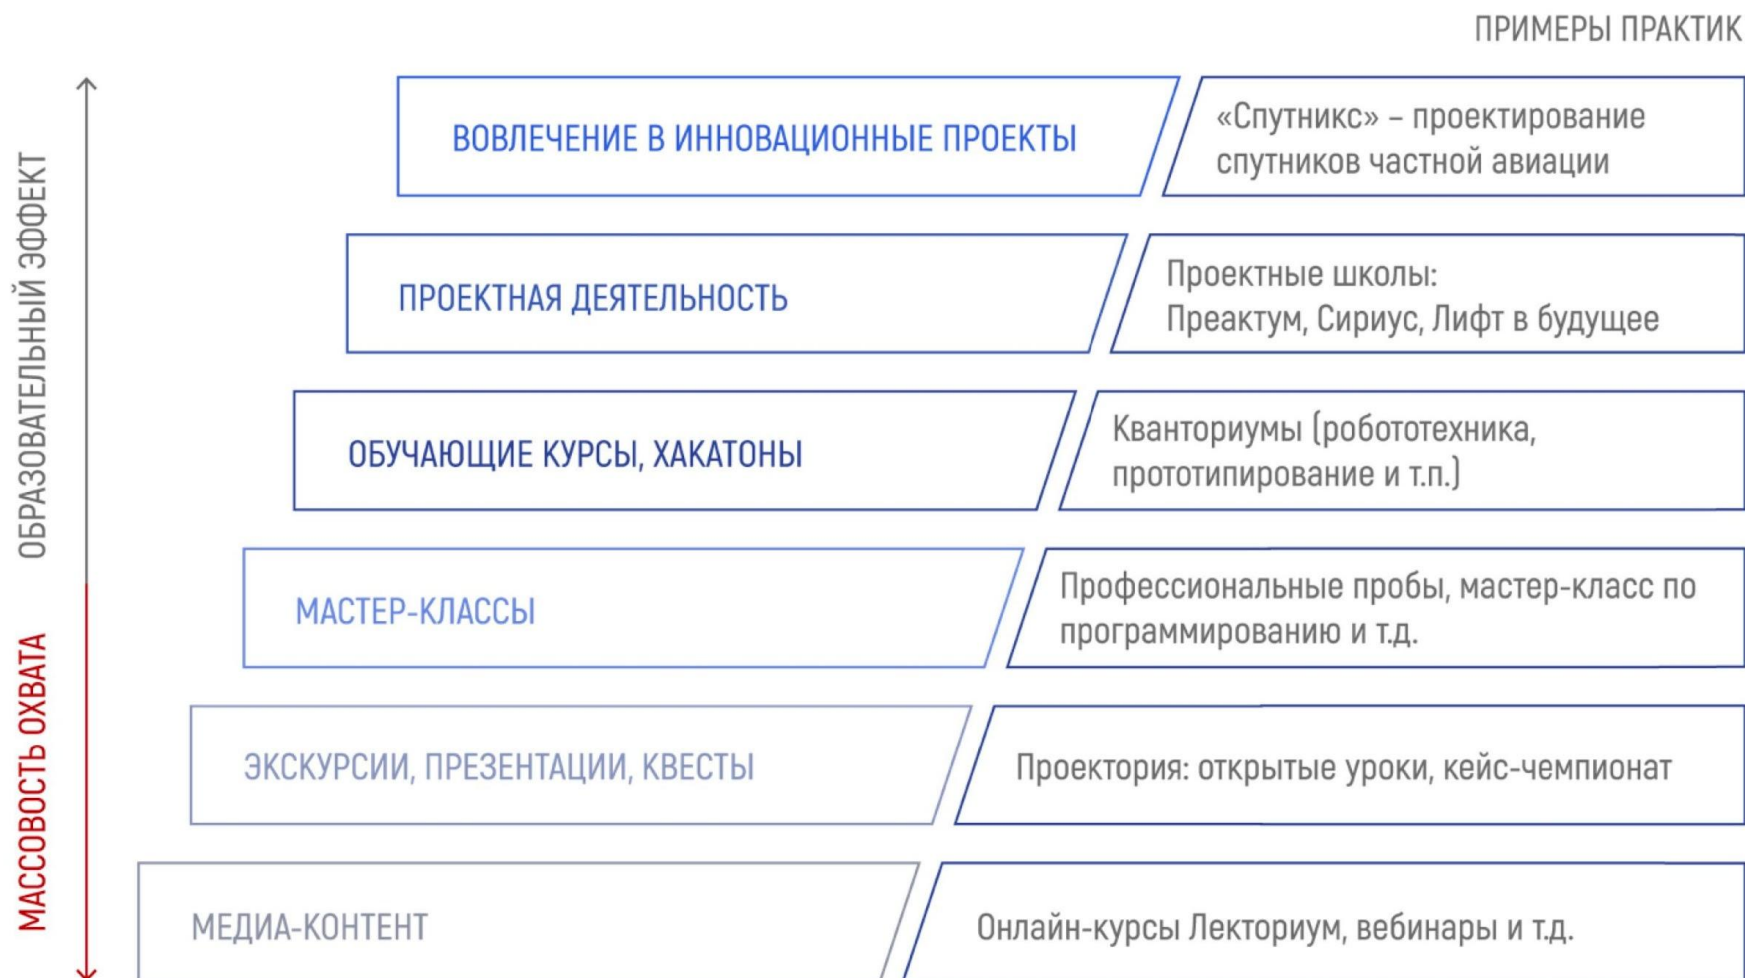 ПРИМЕРЫ ПРАКТИК
ОБРАЗОВАТЕЛЬНЫЙ ЭФФЕКТ
МАССОВОСТЬ ОХВАТА
ВОВЛЕЧЕНИЕ В ИННОВАЦИОННЫЕ ПРОЕКТЫ
«Спутникс» – проектирование
спутников частной авиации
ПРОЕКТНАЯ ДЕЯТЕЛЬНОСТЬ
Проектные школы:
Преактум, Сириус, Лифт в будущее
ОБУЧАЮЩИЕ КУРСЫ, ХАКАТОНЫ
Кванториумы (робототехника,
прототипирование и т.п.)
МАСТЕР-КЛАССЫ
Профессиональные пробы, мастер-класс по
программированию и т.д.
ЭКСКУРСИИ, ПРЕЗЕНТАЦИИ, КВЕСТЫ
Проектория: открытые уроки, кейс-чемпионат
МЕДИА-КОНТЕНТ
Онлайн-курсы Лекториум, вебинары и т.д.